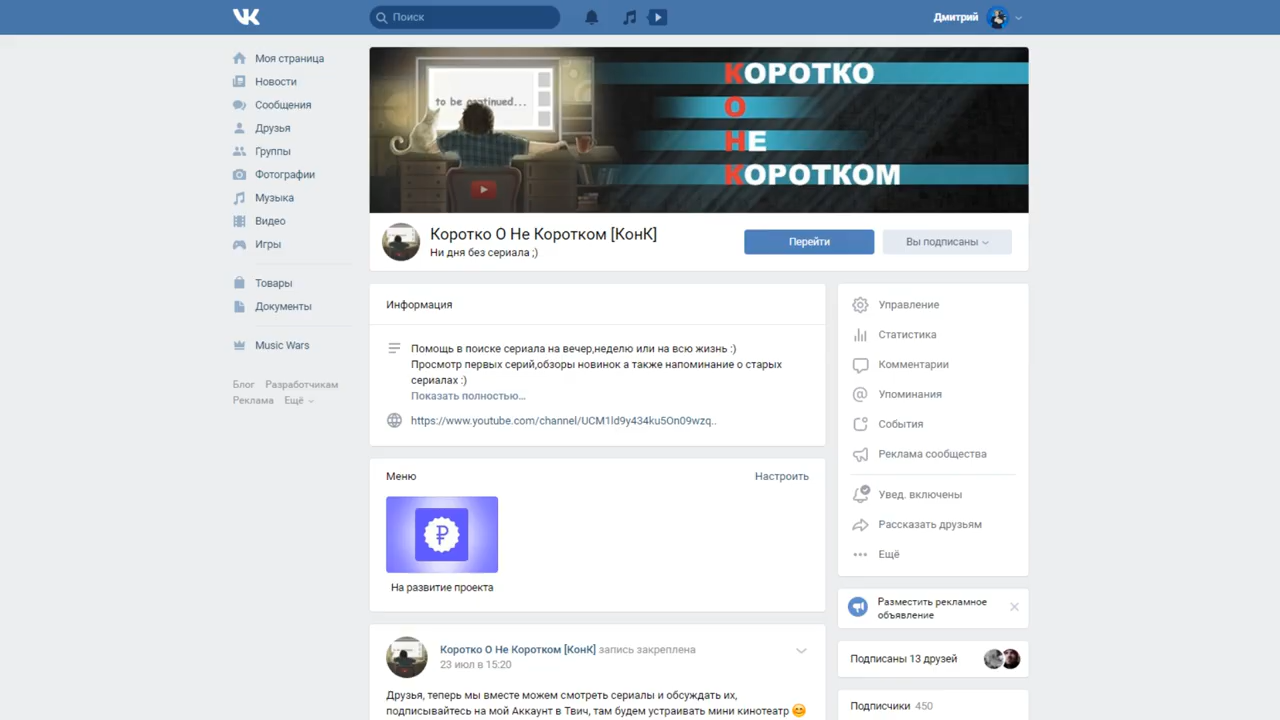 Поиск
Дмитрий
Моя страница
Новости
Сообщения
Друзья
Группы
Фотографии
Музыка
Видео
Игры
Товары
Документы
Music Wars
Блог Разработчикам
Реклама Ещё
to be continued...
КОРОТКО
О
НЕ
КОРОТКОМ
Коротко О Не Коротком [КонК]
Ни дня без сериала ;)
Перейти
Вы подписаны
Информация
Помощь в поиске сериала на вечер,неделю или на всю жизнь :)
Просмотр первых серий,обзоры новинок а также напоминание о старых
сериалах :)
Показать полностью...
https://www.youtube.com/channel/UCM1ld9y434ku5On09wzq..
Меню
Настроить
На развитие проекта
Коротко О Не Коротком [КонК] запись закреплена
23 июл в 15:20
Друзья, теперь мы вместе можем смотреть сериалы и обсуждать их,
подписывайтесь на мой Аккаунт в Твич, там будем устраивать мини кинотеатр 😊
Управление
Статистика
Комментарии
Упоминания
События
Реклама сообщества
Увед. включены
Рассказать друзьям
Ещё
Разместить рекламное
объявление
Подписаны 13 друзей
Подписчики 450